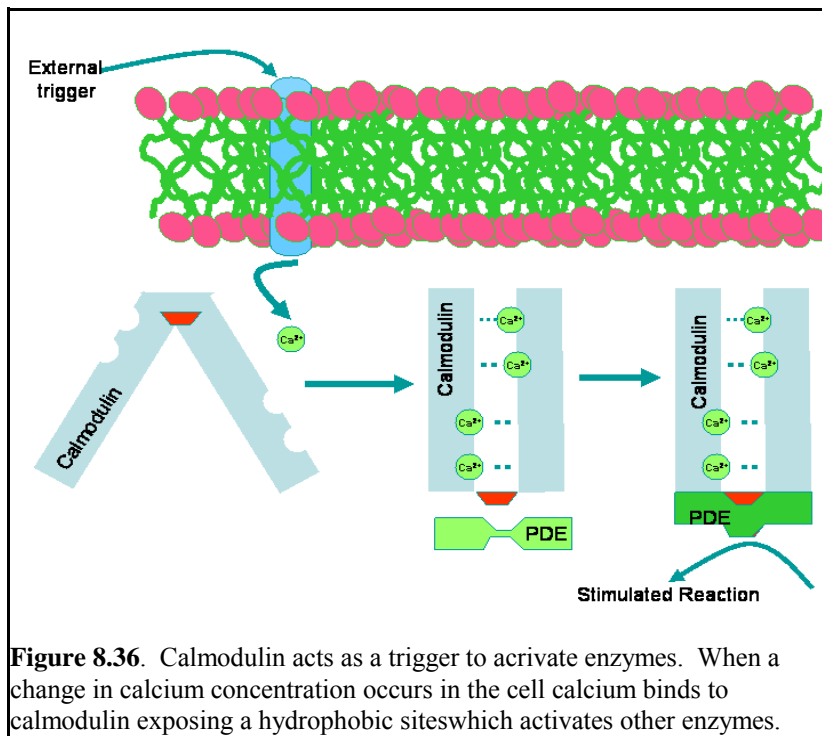 External
trigger
Ca²⁺
Calmodulin
Calmodulin
Ca²⁺
Ca²⁺
Ca²⁺
Ca²⁺
PDE
Calmodulin
Ca²⁺
Ca²⁺
Ca²⁺
Ca²⁺
PDE
Stimulated Reaction
Figure 8.36. Calmodulin acts as a trigger to acrivate enzymes. When a
change in calcium concentration occurs in the cell calcium binds to
calmodulin exposing a hydrophobic siteswhich activates other enzymes.